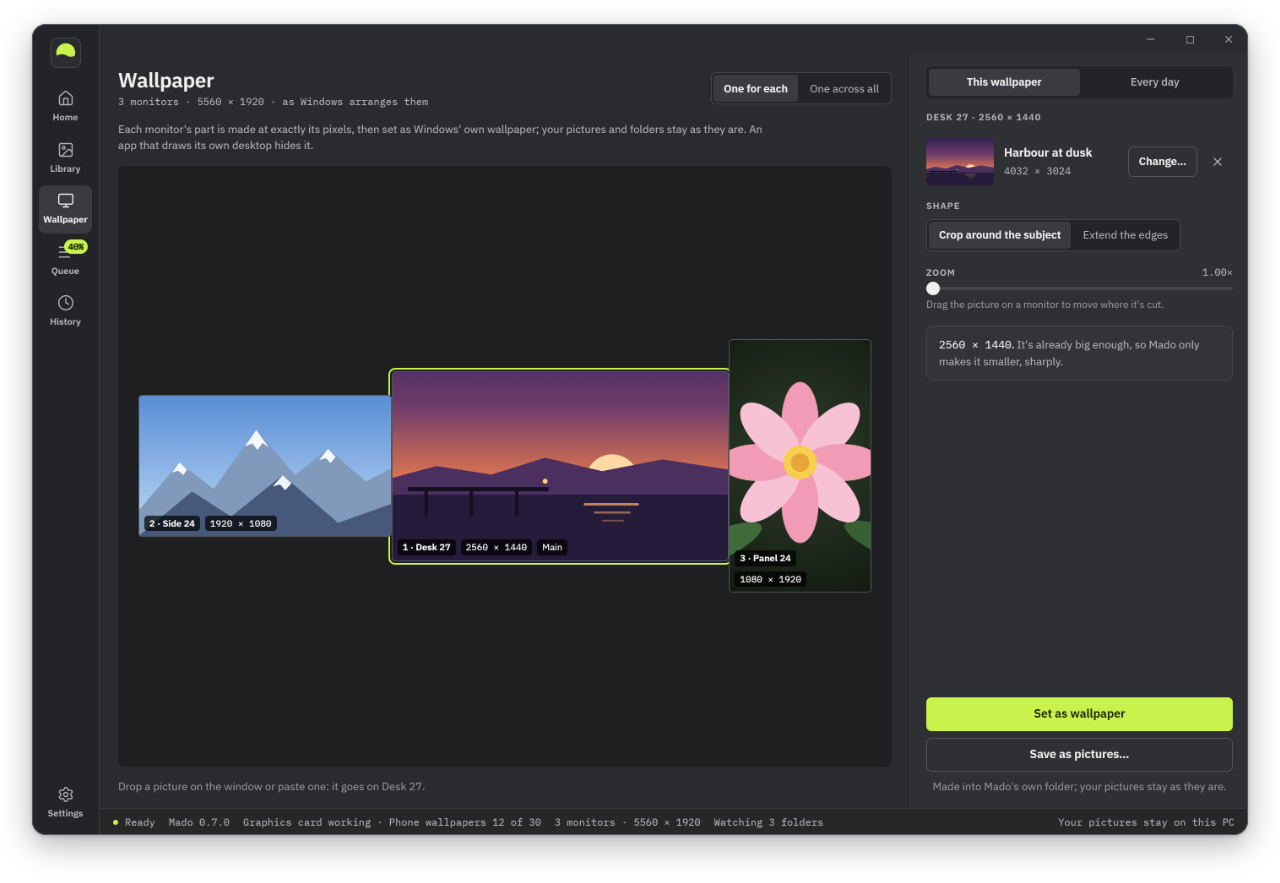 Home
Library
Wallpaper
40%
Queue
History
Settings
Wallpaper
3 monitors · 5560 × 1920 · as Windows arranges them
One for each
One across all
Each monitor's part is made at exactly its pixels, then set as Windows' own wallpaper; your pictures and folders stay as they are. An
app that draws its own desktop hides it.
2 · Side 24
1920 × 1080
1 · Desk 27
2560 × 1440
Main
3 · Panel 24
1080 × 1920
Drop a picture on the window or paste one: it goes on Desk 27.
This wallpaper
Every day
DESK 27 · 2560 × 1440
Harbour at dusk
4032 × 3024
Change...
SHAPE
Crop around the subject
Extend the edges
ZOOM
1.00×
Drag the picture on a monitor to move where it's cut.
2560 × 1440. It's already big enough, so Mado only
makes it smaller, sharply.
Set as wallpaper
Save as pictures...
Made into Mado's own folder; your pictures stay as they are.
Ready
Mado 0.7.0
Graphics card working · Phone wallpapers 12 of 30
3 monitors · 5560 × 1920
Watching 3 folders
Your pictures stay on this PC